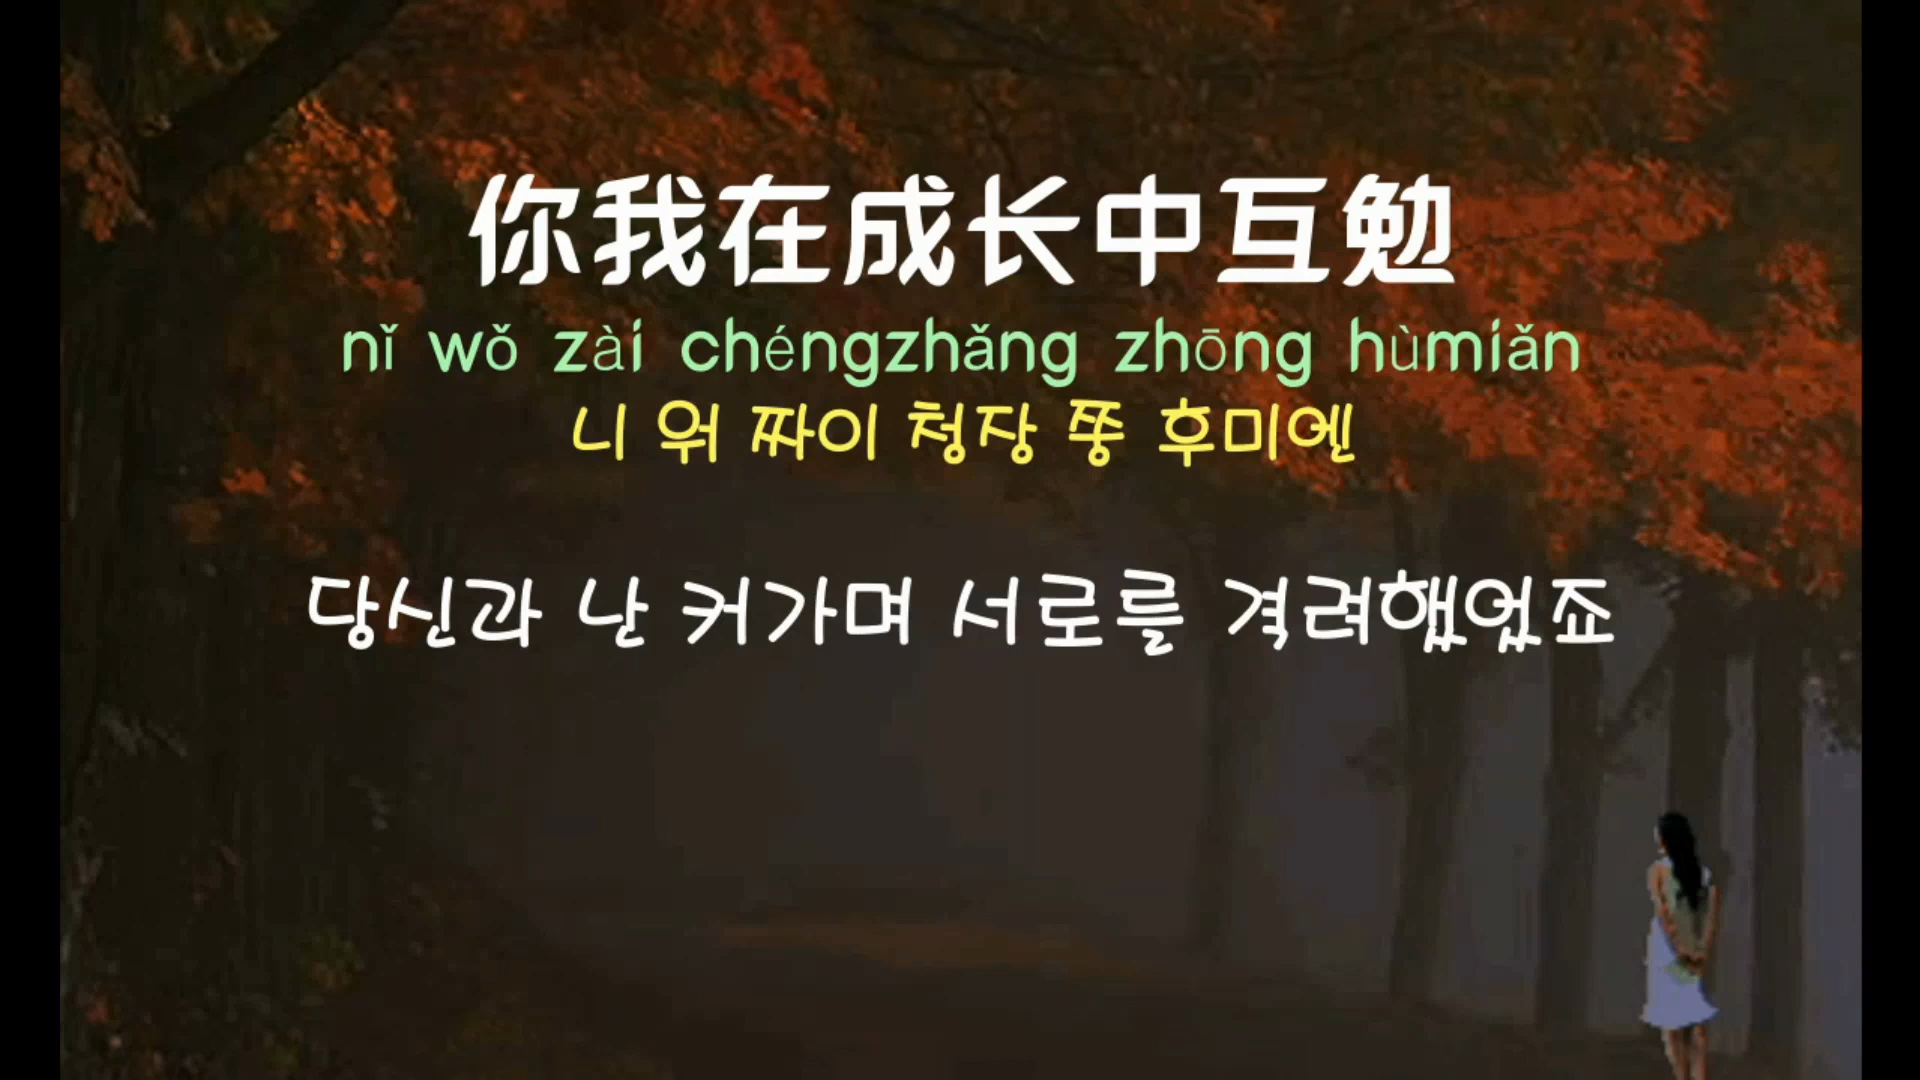 你我在成长中互勉
nǐ wǒ zài chéngzhǎng zhōng hùmiǎn
니 워 짜이 청장 쭝 후미엔
당신과 난 커가며 서로를 격려했었죠